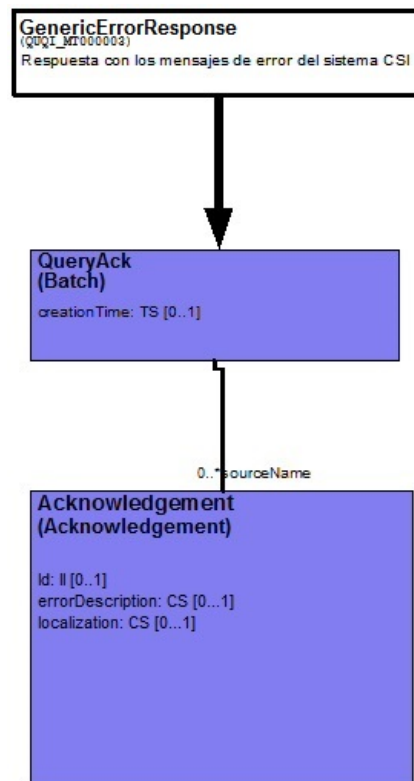 GenericErrorResponse
(QUQI_MT000003)
Respuesta con los mensajes de error del sistema CSI
QueryAck
(Batch)
creationTime: TS [0..1]
0..*sourceName
Acknowledgement
(Acknowledgement)
Id: II [0..1]
errorDescription: CS [0...1]
localization: CS [0...1]